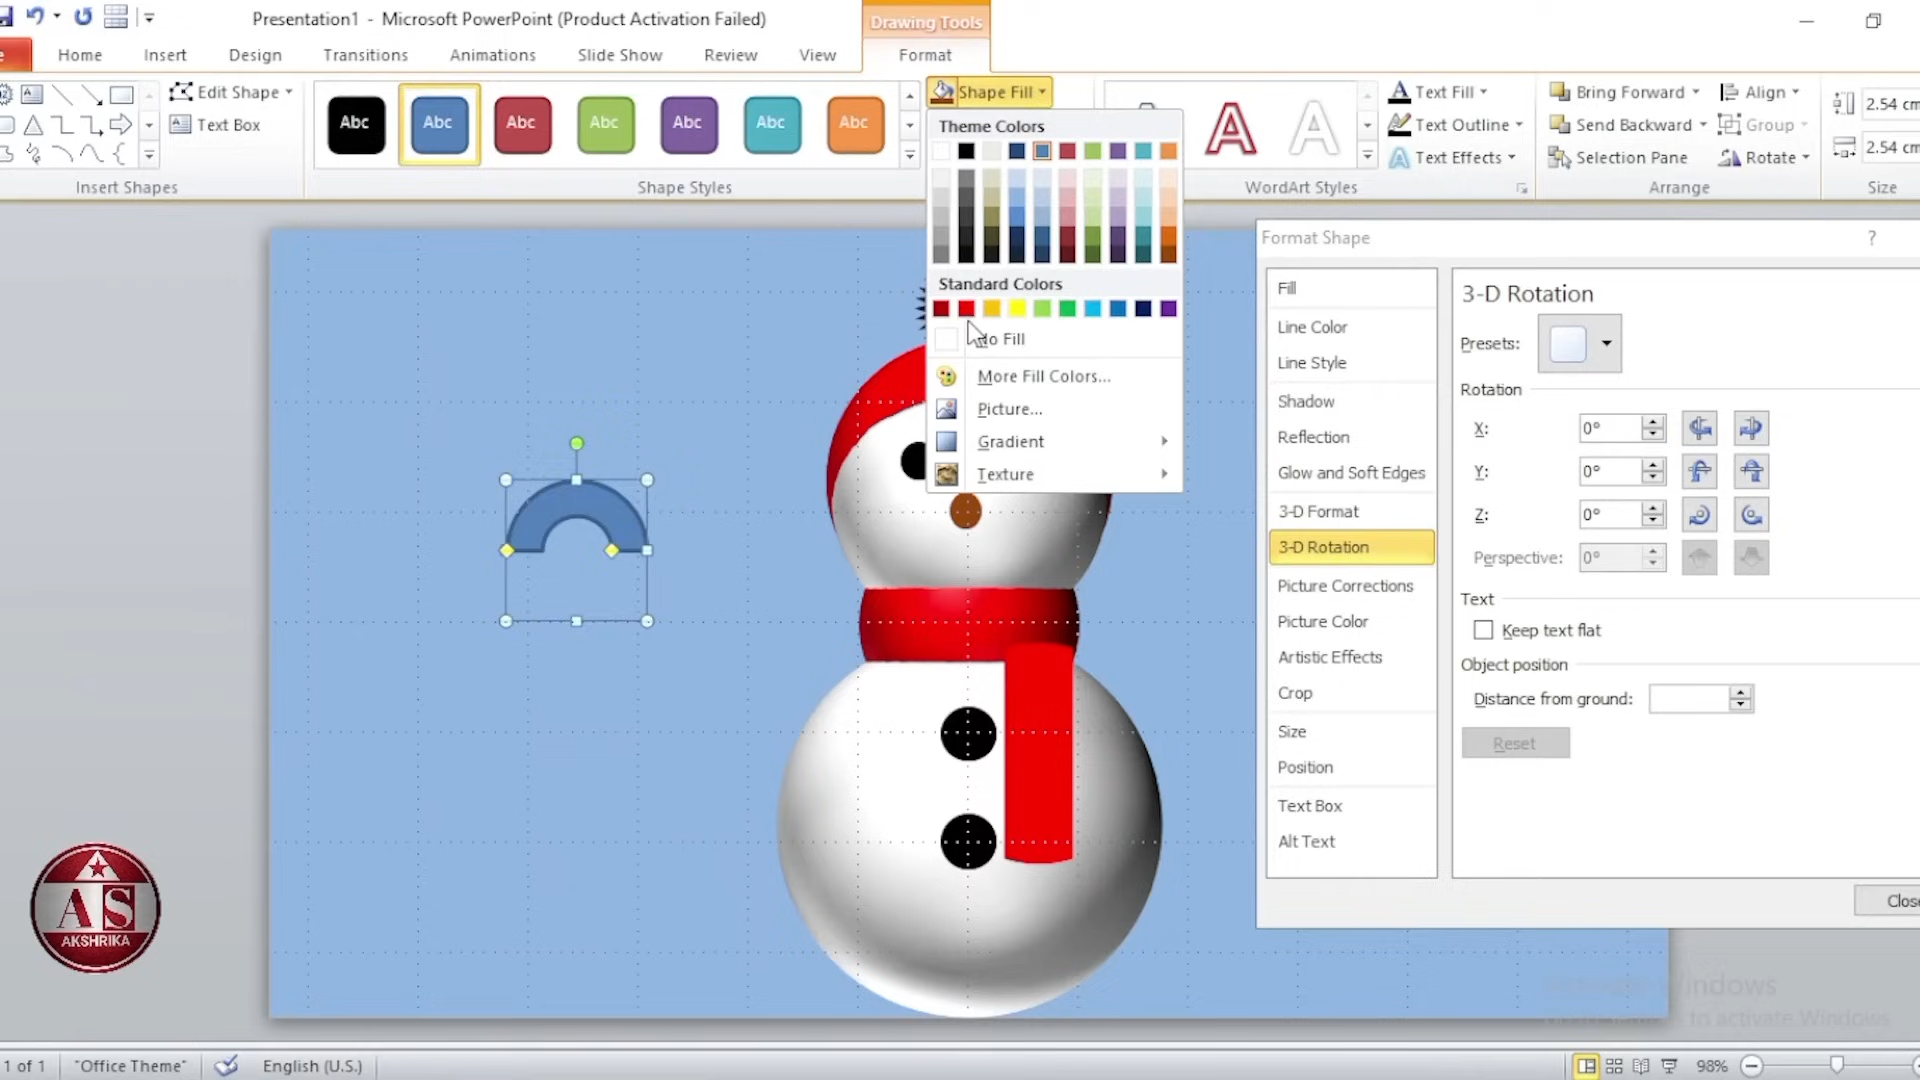 Presentation1 - Microsoft PowerPoint (Product Activation Failed)
Drawing Tools
Home Insert Design Transitions Animations Slide Show Review View Format
Edit Shape
Text Box
Insert Shapes
Abc Abc Abc Abc Abc Abc Abc
Shape Styles
Shape Fill
Theme Colors
Standard Colors
No Fill
More Fill Colors...
Picture...
Gradient
Texture
A A
Text Fill
Text Outline
Text Effects
WordArt Styles
Bring Forward
Send Backward
Selection Pane
Align
Group
Rotate
Arrange
2.54 cm
2.54 cm
Size
Format Shape ?
Fill
Line Color
Line Style
Shadow
Reflection
Glow and Soft Edges
3-D Format
3-D Rotation
Picture Corrections
Picture Color
Artistic Effects
Crop
Size
Position
Text Box
Alt Text
3-D Rotation
Presets:
Rotation
X: 0°
Y: 0°
Z: 0°
Perspective: 0°
Text
Keep text flat
Object position
Distance from ground:
Reset
Close
AS
AKSHRIKA
Windows
to activate Windows
1 of 1 "Office Theme" English (U.S.) 98%